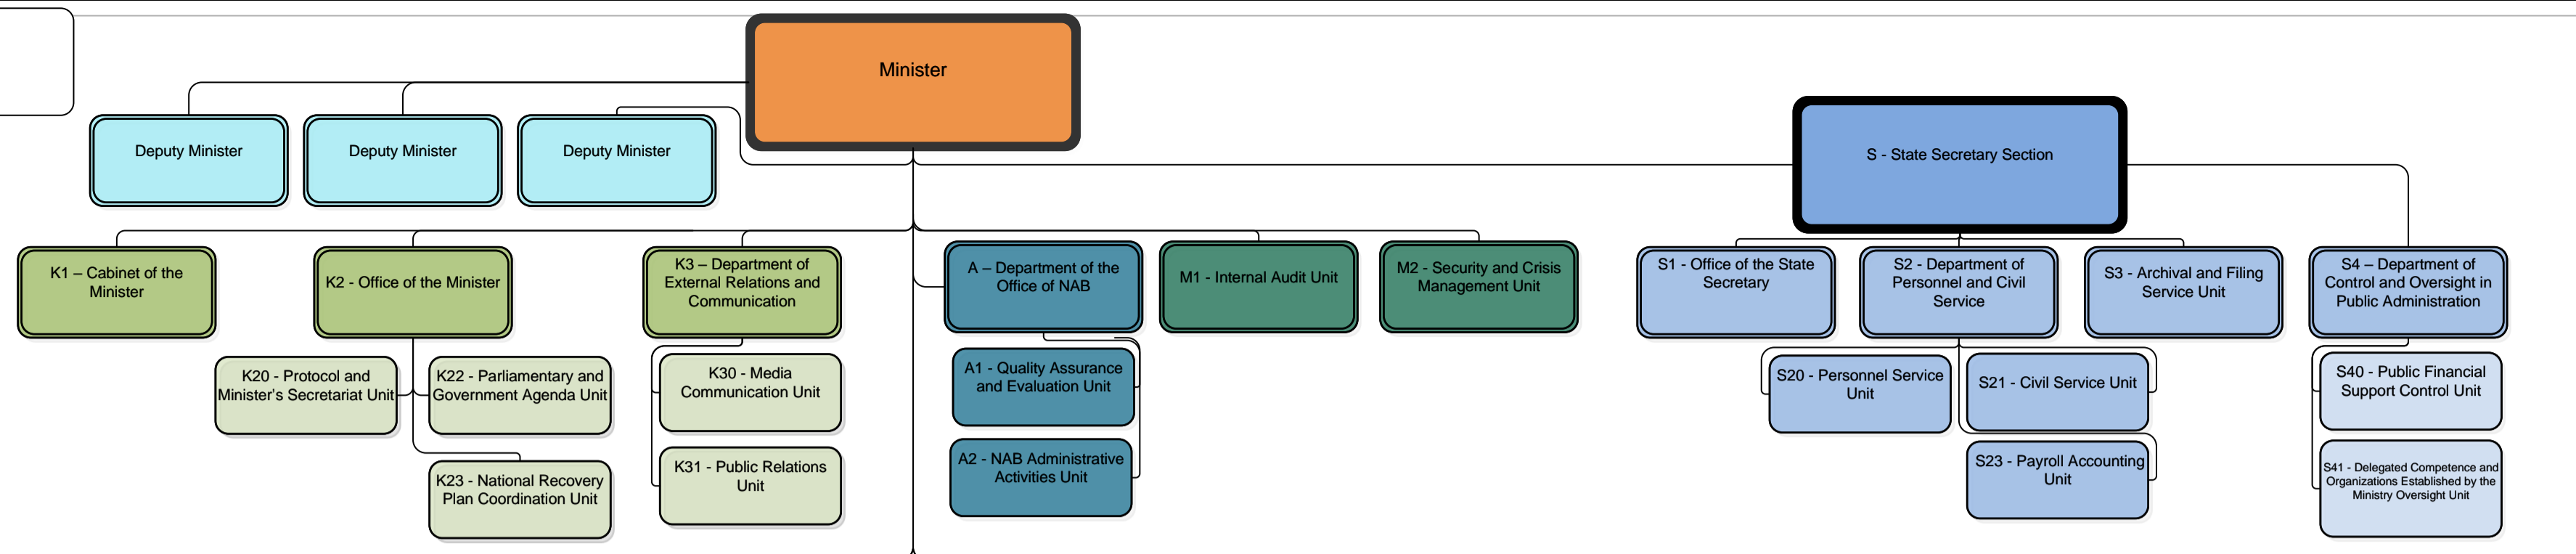 Minister
S - State Secretary Section
Deputy Minister
Deputy Minister
Deputy Minister
K1 – Cabinet of the
Minister
K2 - Office of the Minister
K3 – Department of
External Relations and
Communication
A – Department of the
Office of NAB
M1 - Internal Audit Unit
M2 - Security and Crisis
Management Unit
S1 - Office of the State
Secretary
S2 - Department of
Personnel and Civil
Service
S3 - Archival and Filing
Service Unit
S4 – Department of
Control and Oversight in
Public Administration
K20 - Protocol and
Minister’s Secretariat Unit
K22 - Parliamentary and
Government Agenda Unit
K30 - Media
Communication Unit
A1 - Quality Assurance
and Evaluation Unit
S20 - Personnel Service
Unit
S21 - Civil Service Unit
S40 - Public Financial
Support Control Unit
K23 - National Recovery
Plan Coordination Unit
K31 - Public Relations
Unit
A2 - NAB Administrative
Activities Unit
S23 - Payroll Accounting
Unit
S41 - Delegated Competence and
Organizations Established by the
Ministry Oversight Unit